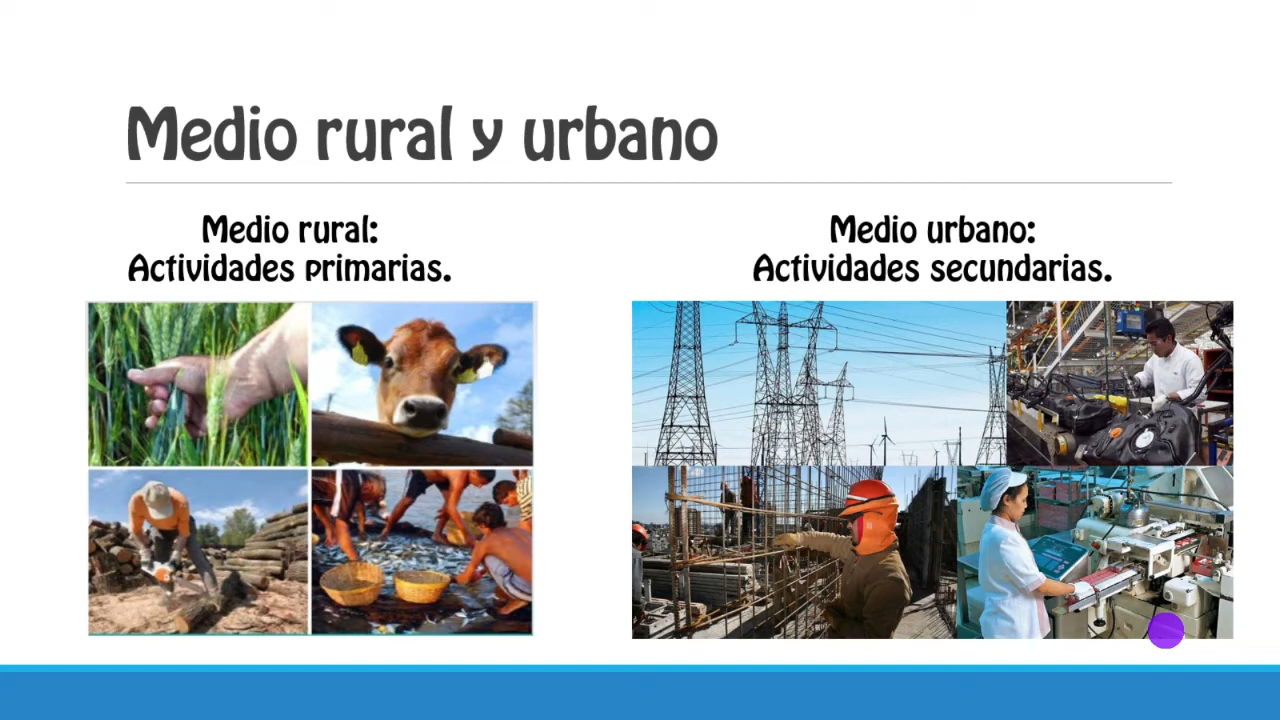 Medio rural y urbano
Medio rural:
Actividades primarias.
Medio urbano:
Actividades secundarias.